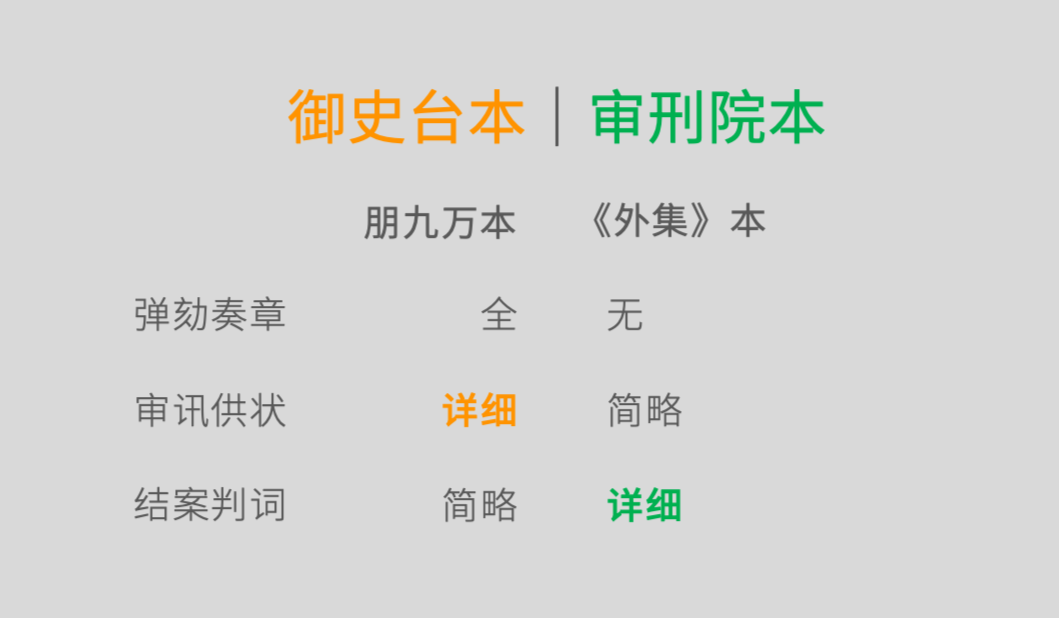 御史台本｜审刑院本
朋九万本 《外集》本
弹劾奏章 全 无
审讯供状 详细 简略
结案判词 简略 详细